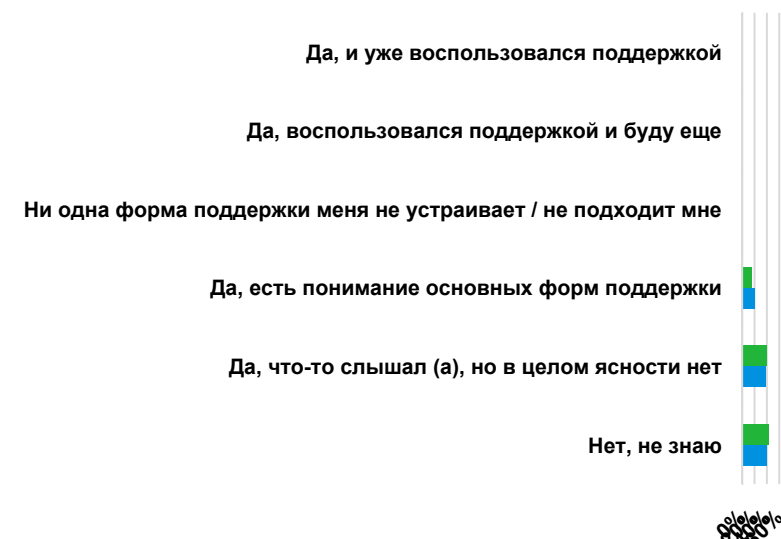 Да, и уже воспользовался поддержкой
Да, воспользовался поддержкой и буду еще
Ни одна форма поддержки меня не устраивает / не подходит мне
Да, есть понимание основных форм поддержки
Да, что-то слышал (а), но в целом ясности нет
Нет, не знаю